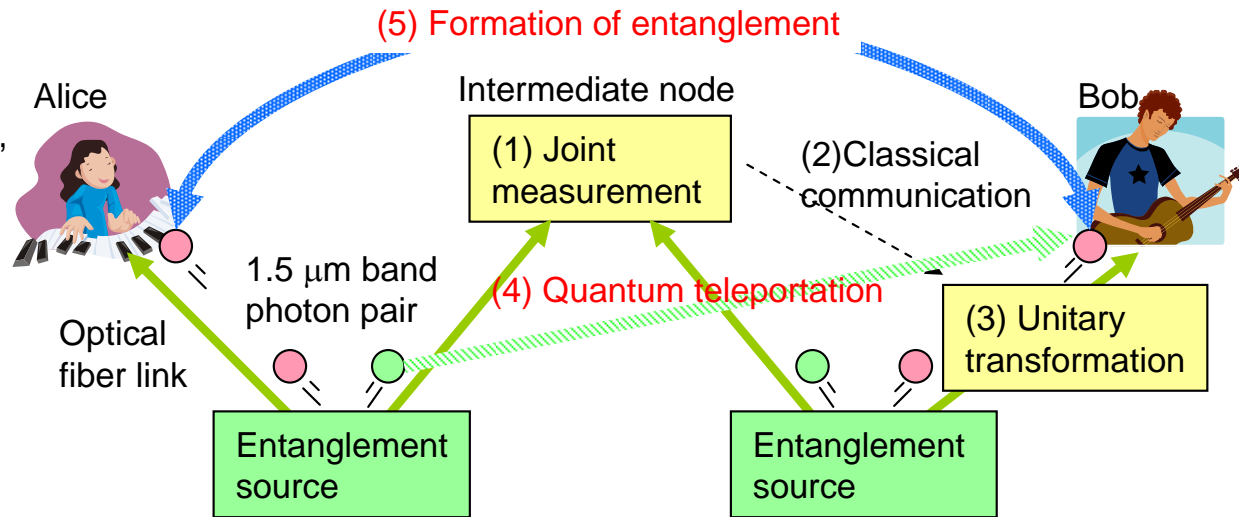 (5) Formation of entanglement
Alice
Intermediate node
Bob
,
(1) Joint
measurement
(2)Classical
communication
1.5 μm band
photon pair
(4) Quantum teleportation
Optical
fiber link
(3) Unitary
transformation
Entanglement
source
Entanglement
source